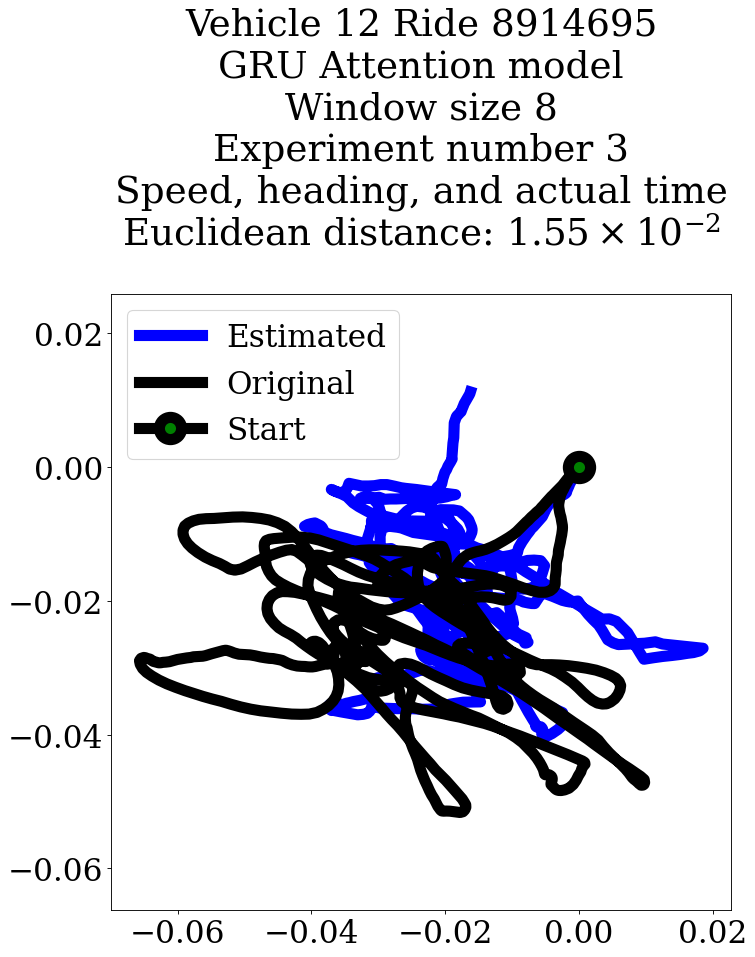 Vehicle 12 Ride 8914695
GRU Attention model
Window size 8
Experiment number 3
Speed, heading, and actual time
Euclidean distance: 1.55 × 10⁻²
Estimated
Original
Start
0.02
0.00
−0.02
−0.04
−0.06
−0.06 −0.04 −0.02 0.00 0.02